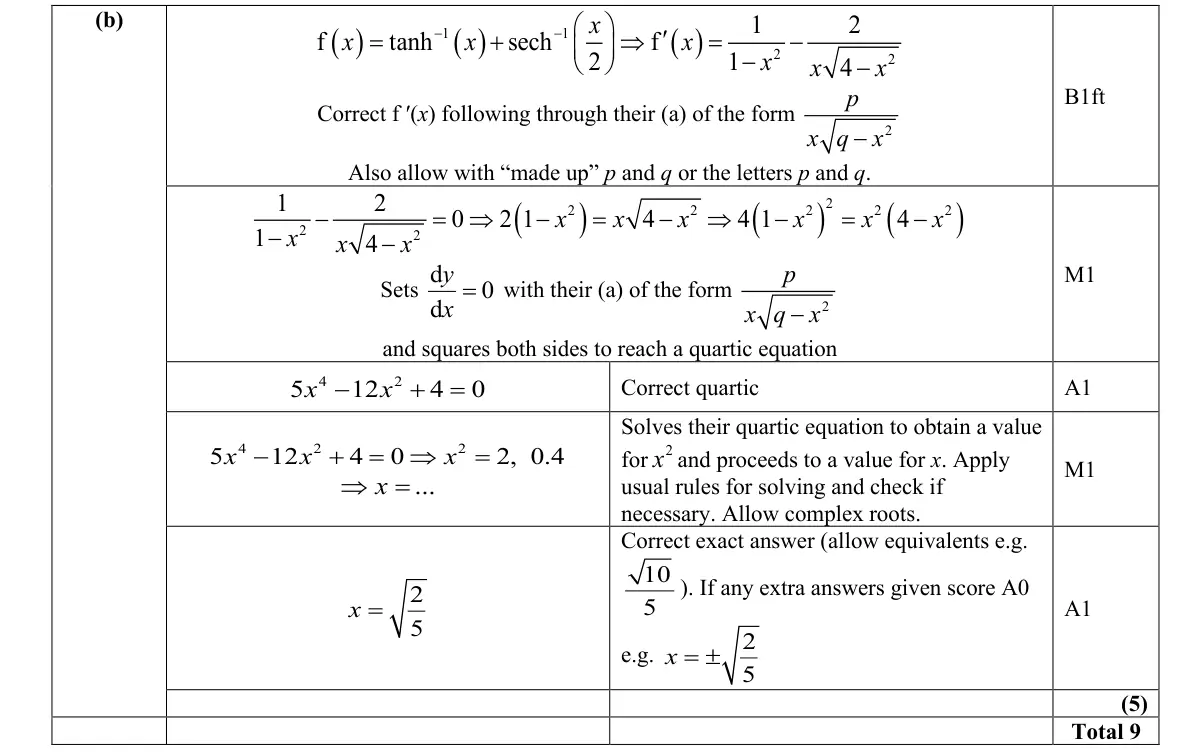 (b)
f(x) = tanh⁻¹(x) + sech⁻¹(x/2) ⇒ f′(x) = 1/(1 − x²) − 2/(x√(4 − x²))
Correct f ′(x) following through their (a) of the form p/(x√(q − x²))
Also allow with “made up” p and q or the letters p and q.
B1ft
1/(1 − x²) − 2/(x√(4 − x²)) = 0 ⇒ 2(1 − x²) = x√(4 − x²) ⇒ 4(1 − x²)² = x²(4 − x²)
Sets dy/dx = 0 with their (a) of the form p/(x√(q − x²))
and squares both sides to reach a quartic equation
M1
5x⁴ − 12x² + 4 = 0
Correct quartic
A1
5x⁴ − 12x² + 4 = 0 ⇒ x² = 2, 0.4
⇒ x = ...
Solves their quartic equation to obtain a value
for x² and proceeds to a value for x. Apply
usual rules for solving and check if
necessary. Allow complex roots.
M1
x = √(2/5)
Correct exact answer (allow equivalents e.g.
√10/5 ). If any extra answers given score A0
e.g. x = ±√(2/5)
A1
(5)
Total 9